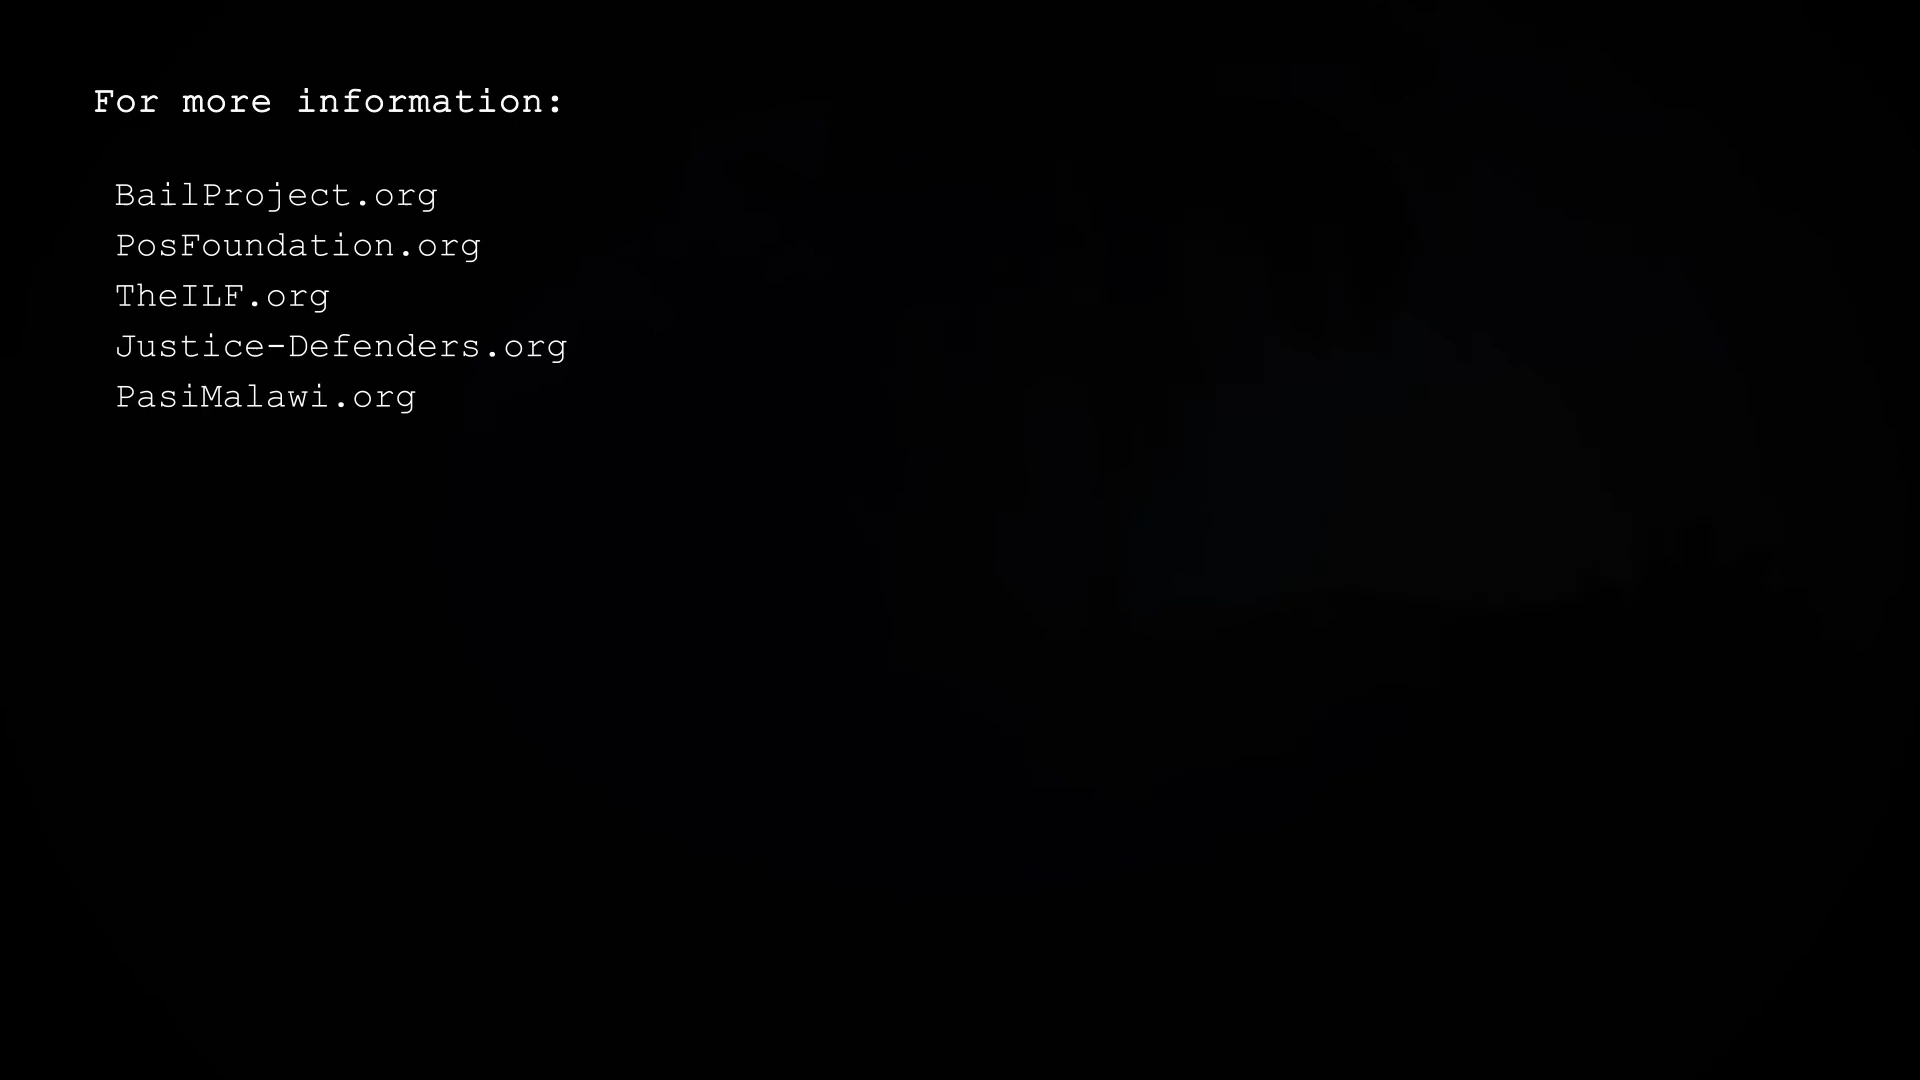 For more information:
BailProject.org
PosFoundation.org
TheILF.org
Justice-Defenders.org
PasiMalawi.org